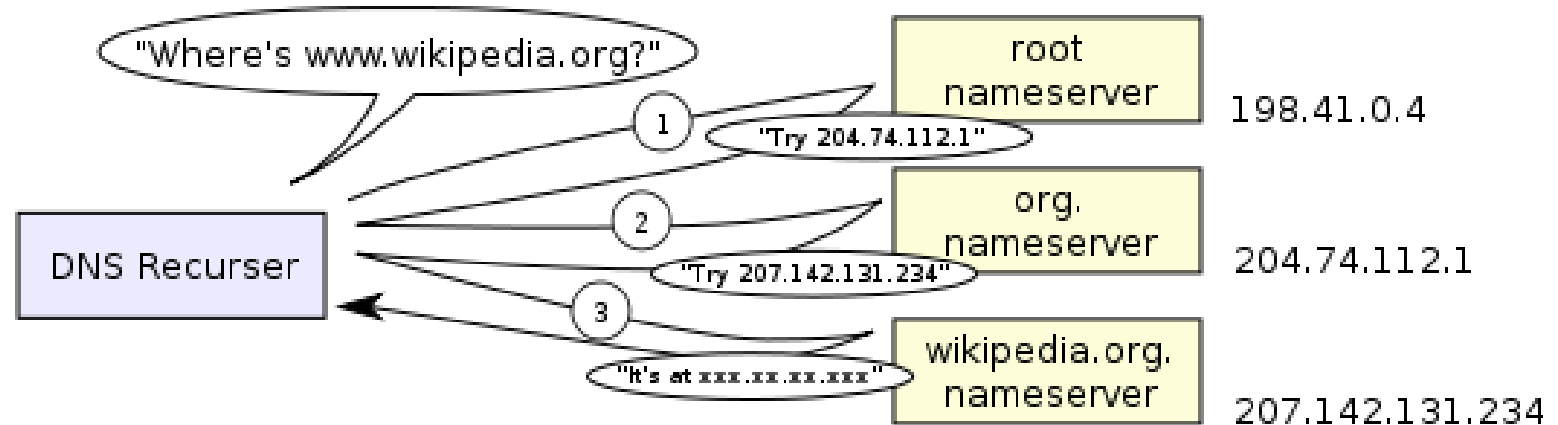 "Where's www.wikipedia.org?"
root
nameserver
198.41.0.4
1
"Try 204.74.112.1"
org.
nameserver
204.74.112.1
2
"Try 207.142.131.234"
DNS Recurser
3
wikipedia.org.
nameserver
207.142.131.234
"It's at xxx.xx.xx.xxx"